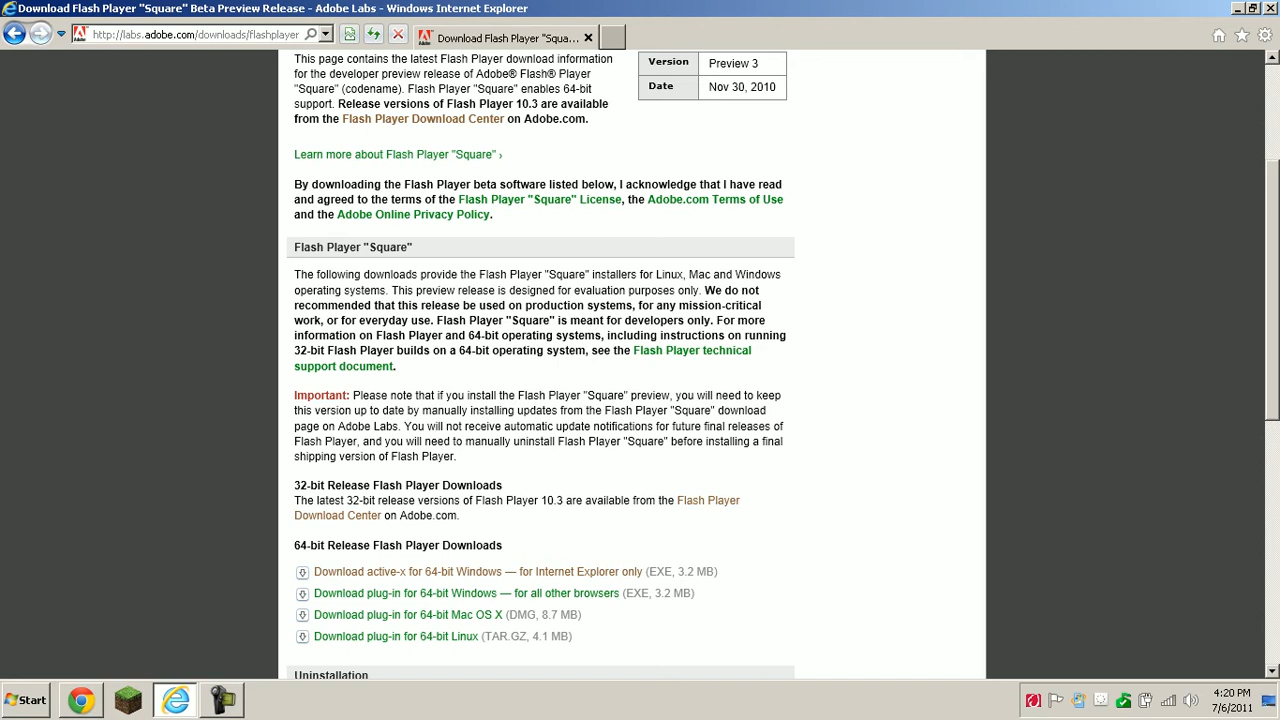 Download Flash Player "Square" Beta Preview Release - Adobe Labs - Windows Internet Explorer
http://labs.adobe.com/downloads/flashplayer
Download Flash Player "Squa...
This page contains the latest Flash Player download information
for the developer preview release of Adobe® Flash® Player
"Square" (codename). Flash Player "Square" enables 64-bit
support. Release versions of Flash Player 10.3 are available
from the Flash Player Download Center on Adobe.com.
Version Preview 3
Date Nov 30, 2010
Learn more about Flash Player "Square" ›
By downloading the Flash Player beta software listed below, I acknowledge that I have read
and agreed to the terms of the Flash Player "Square" License, the Adobe.com Terms of Use
and the Adobe Online Privacy Policy.
Flash Player "Square"
The following downloads provide the Flash Player "Square" installers for Linux, Mac and Windows
operating systems. This preview release is designed for evaluation purposes only. We do not
recommended that this release be used on production systems, for any mission-critical
work, or for everyday use. Flash Player "Square" is meant for developers only. For more
information on Flash Player and 64-bit operating systems, including instructions on running
32-bit Flash Player builds on a 64-bit operating system, see the Flash Player technical
support document.
Important: Please note that if you install the Flash Player "Square" preview, you will need to keep
this version up to date by manually installing updates from the Flash Player "Square" download
page on Adobe Labs. You will not receive automatic update notifications for future final releases of
Flash Player, and you will need to manually uninstall Flash Player "Square" before installing a final
shipping version of Flash Player.
32-bit Release Flash Player Downloads
The latest 32-bit release versions of Flash Player 10.3 are available from the Flash Player
Download Center on Adobe.com.
64-bit Release Flash Player Downloads
Download active-x for 64-bit Windows — for Internet Explorer only (EXE, 3.2 MB)
Download plug-in for 64-bit Windows — for all other browsers (EXE, 3.2 MB)
Download plug-in for 64-bit Mac OS X (DMG, 8.7 MB)
Download plug-in for 64-bit Linux (TAR.GZ, 4.1 MB)
Uninstallation
Start
4:20 PM
7/6/2011